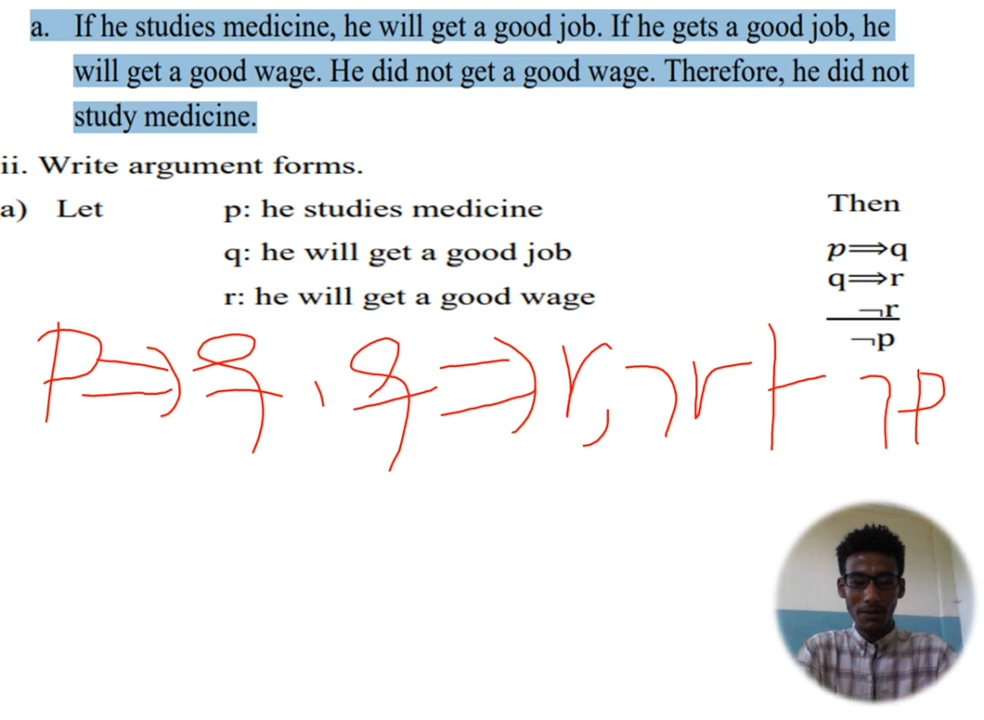 a. If he studies medicine, he will get a good job. If he gets a good job, he
will get a good wage. He did not get a good wage. Therefore, he did not
study medicine.
ii. Write argument forms.
a) Let p: he studies medicine Then
q: he will get a good job p⟹q
r: he will get a good wage q⟹r
¬r
¬p
p⟹q, q⟹r, ¬r ⊢ ¬p